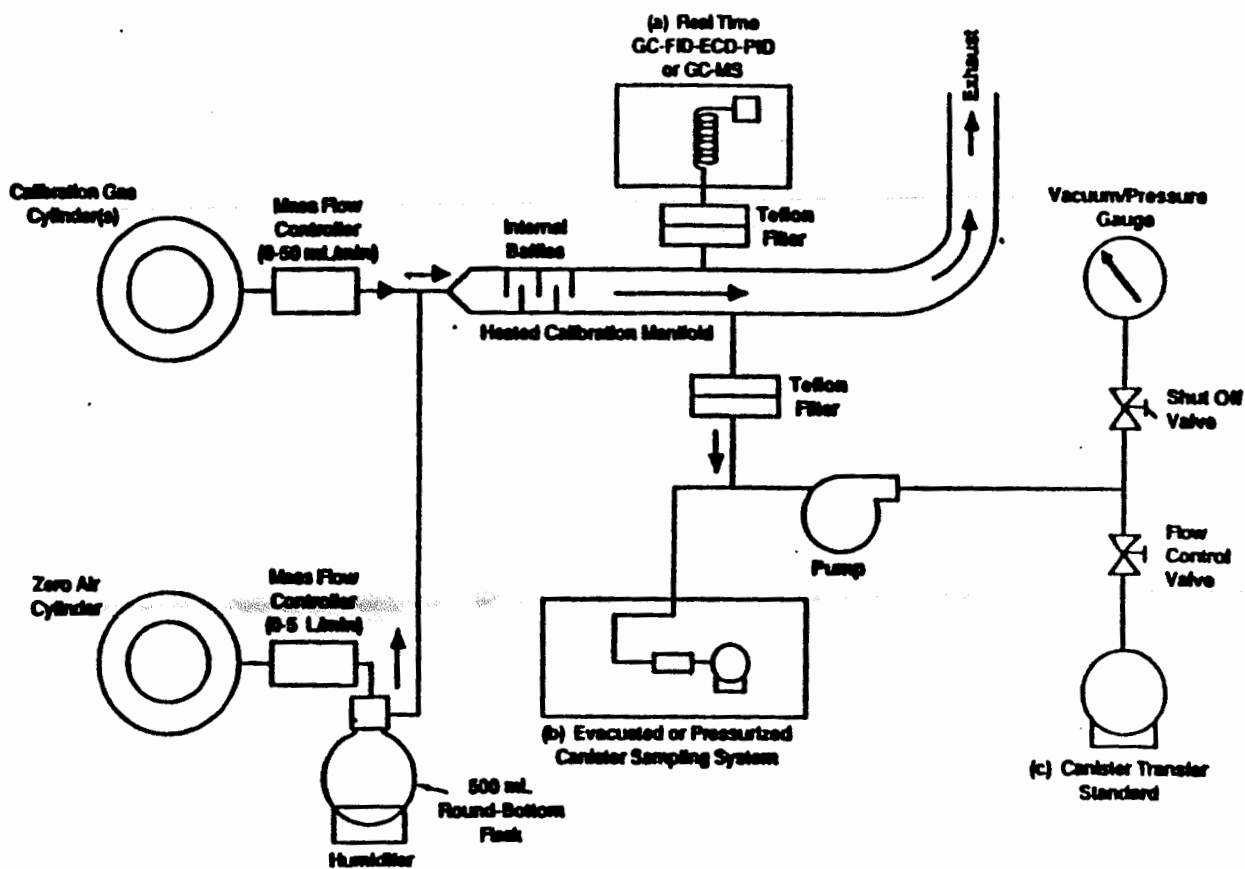 (a) Real Time
GC-FID-ECD-PID
or GC-MS
Exhaust
Calibration Gas
Cylinder(s)
Mass Flow
Controller
(0-50 mL/min)
Internal
Baffles
Teflon
Filter
Vacuum/Pressure
Gauge
Heated Calibration Manifold
Teflon
Filter
Shut Off
Valve
Pump
Flow
Control
Valve
Zero Air
Cylinder
Mass Flow
Controller
(0-5 L/min)
(b) Evacuated or Pressurized
Canister Sampling System
(c) Canister Transfer
Standard
500 mL
Round-Bottom
Flask
Humidifier